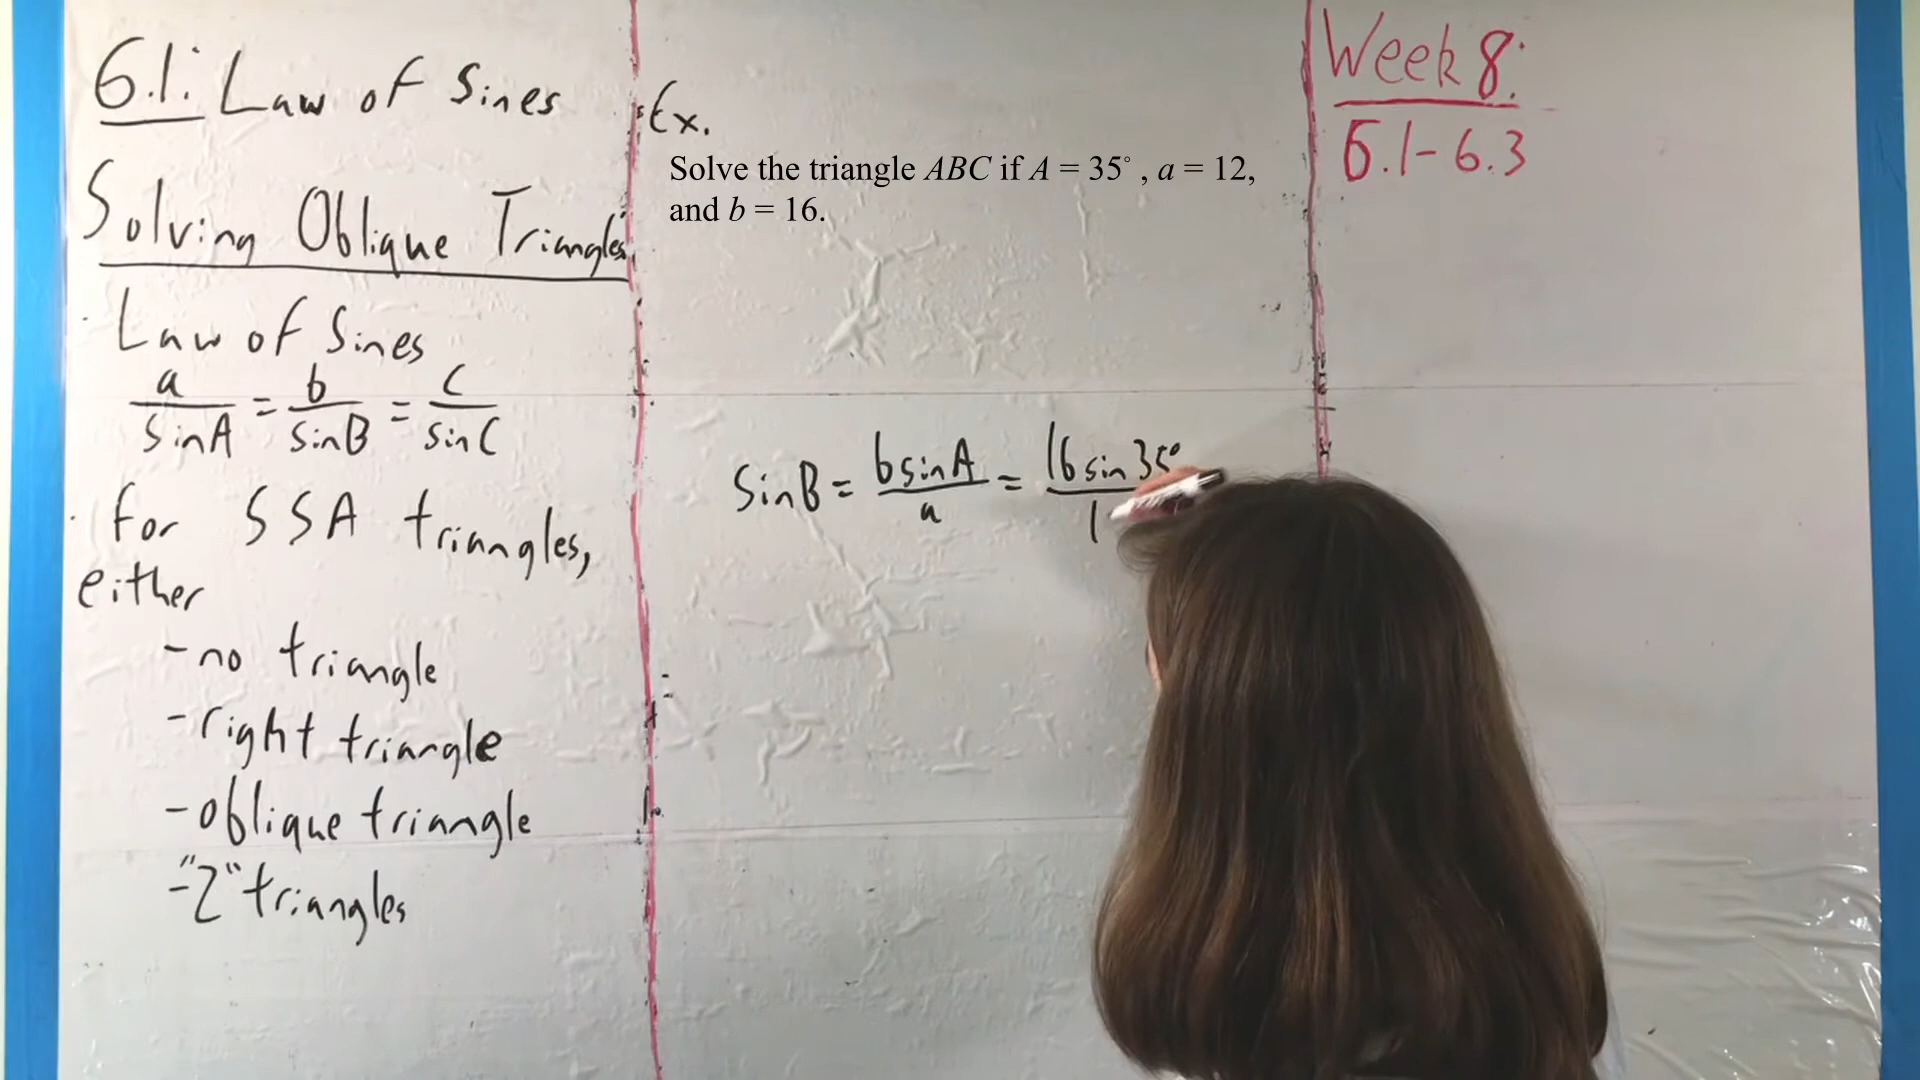 6.1: Law of Sines
Solving Oblique Triangles
· Law of Sines
a/sinA = b/sinB = c/sinC
· for SSA triangles,
either
-no triangle
-right triangle
-oblique triangle
-"2" triangles
Ex.
Solve the triangle ABC if A = 35°, a = 12,
and b = 16.
sinB = bsinA/a = 16sin35°/1
Week 8:
6.1-6.3